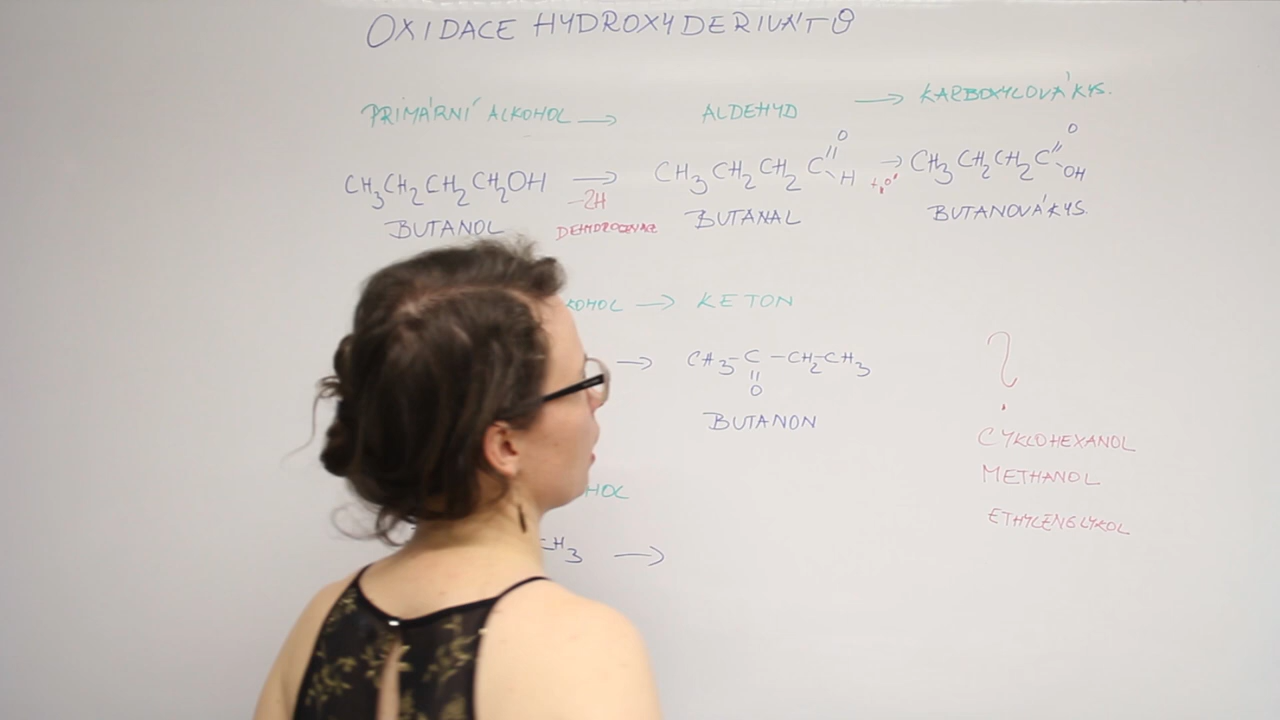 OXIDACE HYDROXYDERIVÁTŮ
PRIMÁRNÍ ALKOHOL → ALDEHYD → KARBOXYLOVÁ KYS.
CH3CH2CH2CH2OH → CH3CH2CH2C=O-H → CH3CH2CH2C=O-OH
-2H +"O"
DEHYDROGENACE
BUTANOL BUTANAL BUTANOVÁ KYS.
KOHOL → KETON
→ CH3-C-CH2-CH3
O
BUTANON
?
CYKLOHEXANOL
METHANOL
ETHYLENGLYKOL
HOL
CH3 →